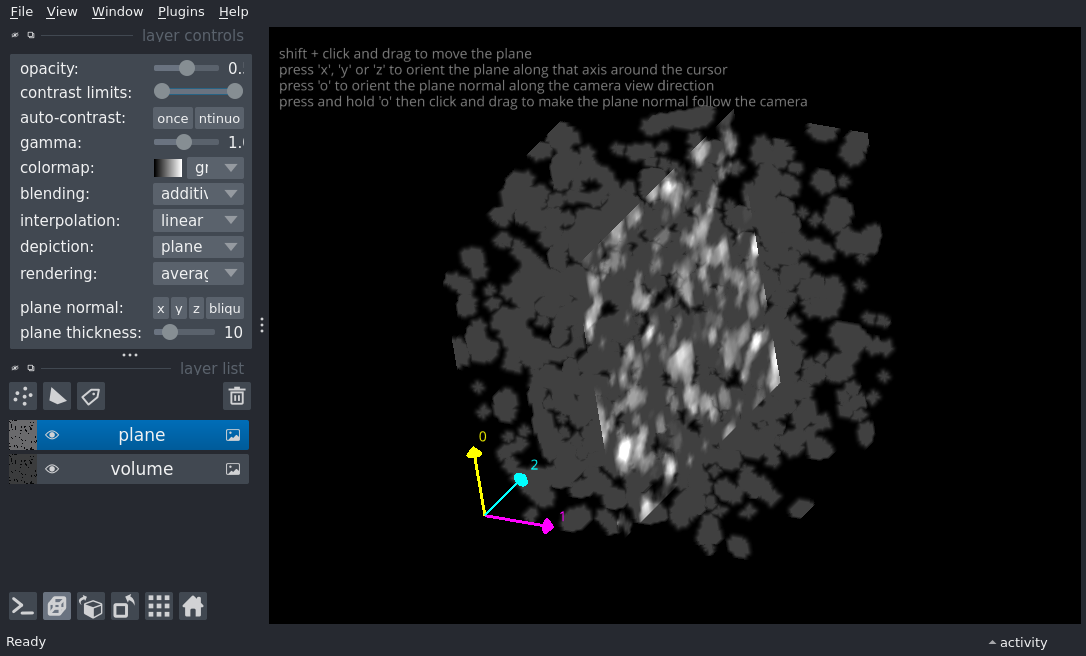 File View Window Plugins Help
layer controls
opacity: 0.
contrast limits:
auto-contrast: once ntinuo
gamma: 1.
colormap: gr
blending: additiv
interpolation: linear
depiction: plane
rendering: averag
plane normal: x y z bliqu
plane thickness: 10
layer list
plane
volume
shift + click and drag to move the plane
press 'x', 'y' or 'z' to orient the plane along that axis around the cursor
press 'o' to orient the plane normal along the camera view direction
press and hold 'o' then click and drag to make the plane normal follow the camera
0
2
1
Ready
activity